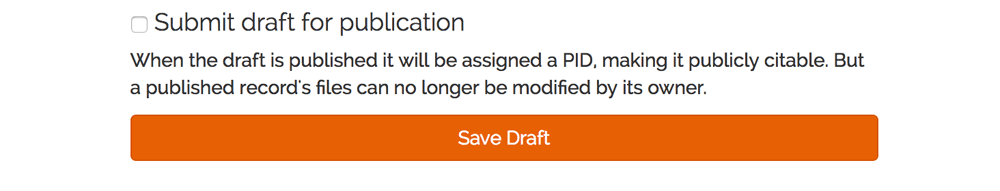 Submit draft for publication
When the draft is published it will be assigned a PID, making it publicly citable. But
a published record's files can no longer be modified by its owner.
Save Draft